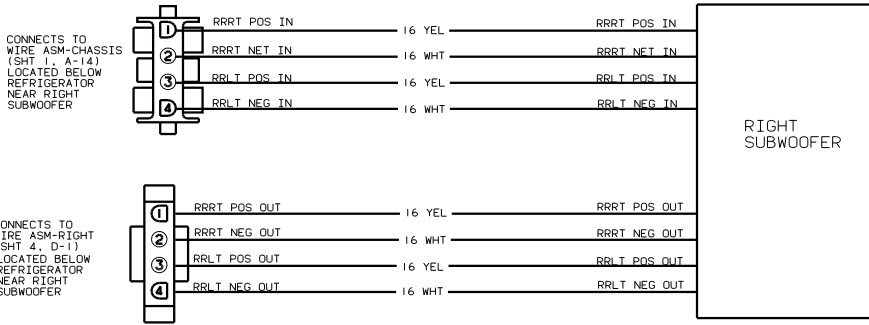 RRRT POS IN 16 YEL RRRT POS IN
1
CONNECTS TO
WIRE ASM-CHASSIS
(SHT 1, A-14)
LOCATED BELOW
REFRIGERATOR
NEAR RIGHT
SUBWOOFER
2 RRRT NET IN 16 WHT RRRT NET IN
3 RRLT POS IN 16 YEL RRLT POS IN
4 RRLT NEG IN 16 WHT RRLT NEG IN
RIGHT
SUBWOOFER
1 RRRT POS OUT 16 YEL RRRT POS OUT
ONNECTS TO
IRE ASM-RIGHT
SHT 4, D-1)
LOCATED BELOW
REFRIGERATOR
NEAR RIGHT
SUBWOOFER
2 RRRT NEG OUT 16 WHT RRRT NEG OUT
3 RRLT POS OUT 16 YEL RRLT POS OUT
4 RRLT NEG OUT 16 WHT RRLT NEG OUT